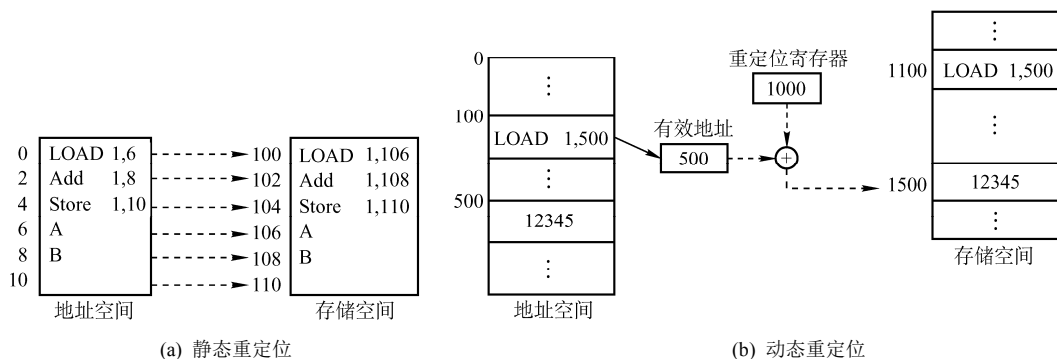 0
LOAD 1,6
2
Add 1,8
4
Store 1,10
6
A
8
B
10
地址空间
100
LOAD 1,106
102
Add 1,108
104
Store 1,110
106
A
108
B
110
存储空间
(a) 静态重定位
0
⋮
100
LOAD 1,500
⋮
500
12345
⋮
地址空间
有效地址
500
重定位寄存器
1000
+
⋮
1100
LOAD 1,500
⋮
1500
12345
⋮
存储空间
(b) 动态重定位